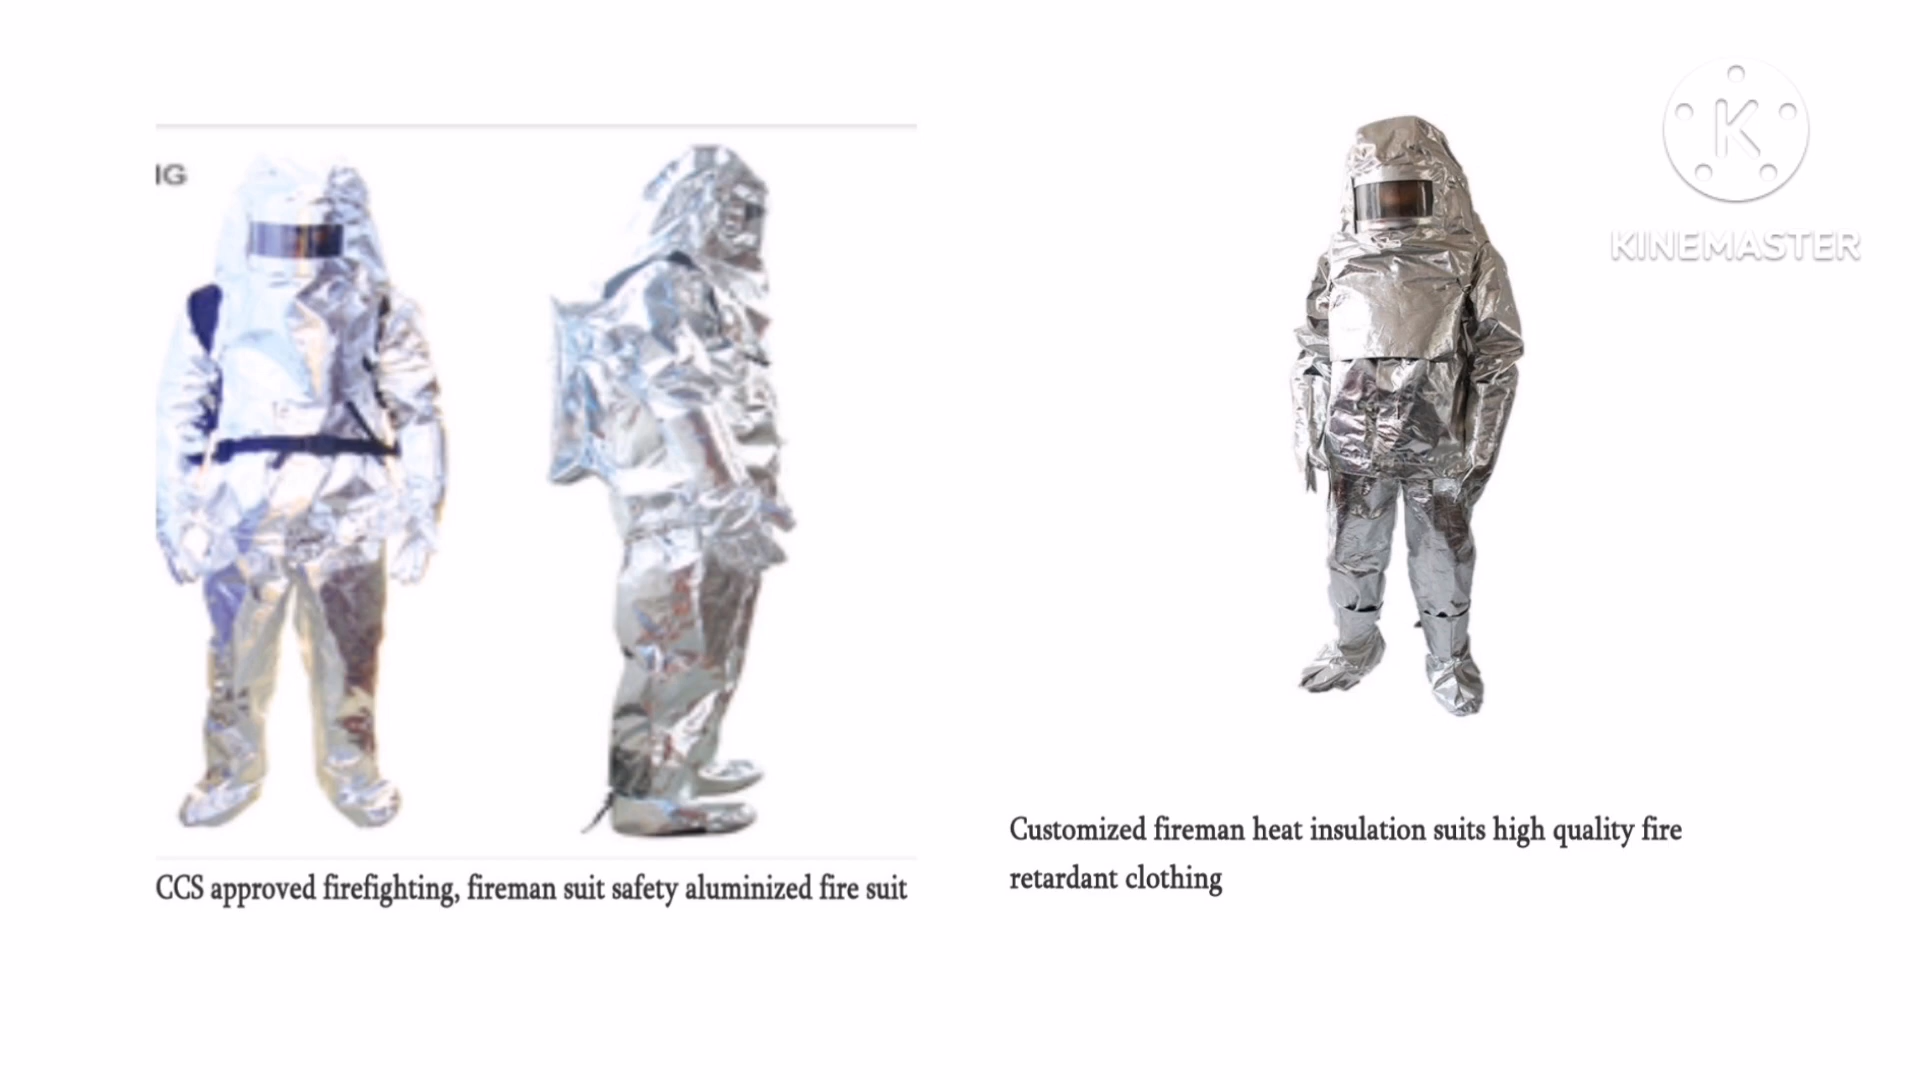 IG
K
KINEMASTER
CCS approved firefighting, fireman suit safety aluminized fire suit
Customized fireman heat insulation suits high quality fire
retardant clothing